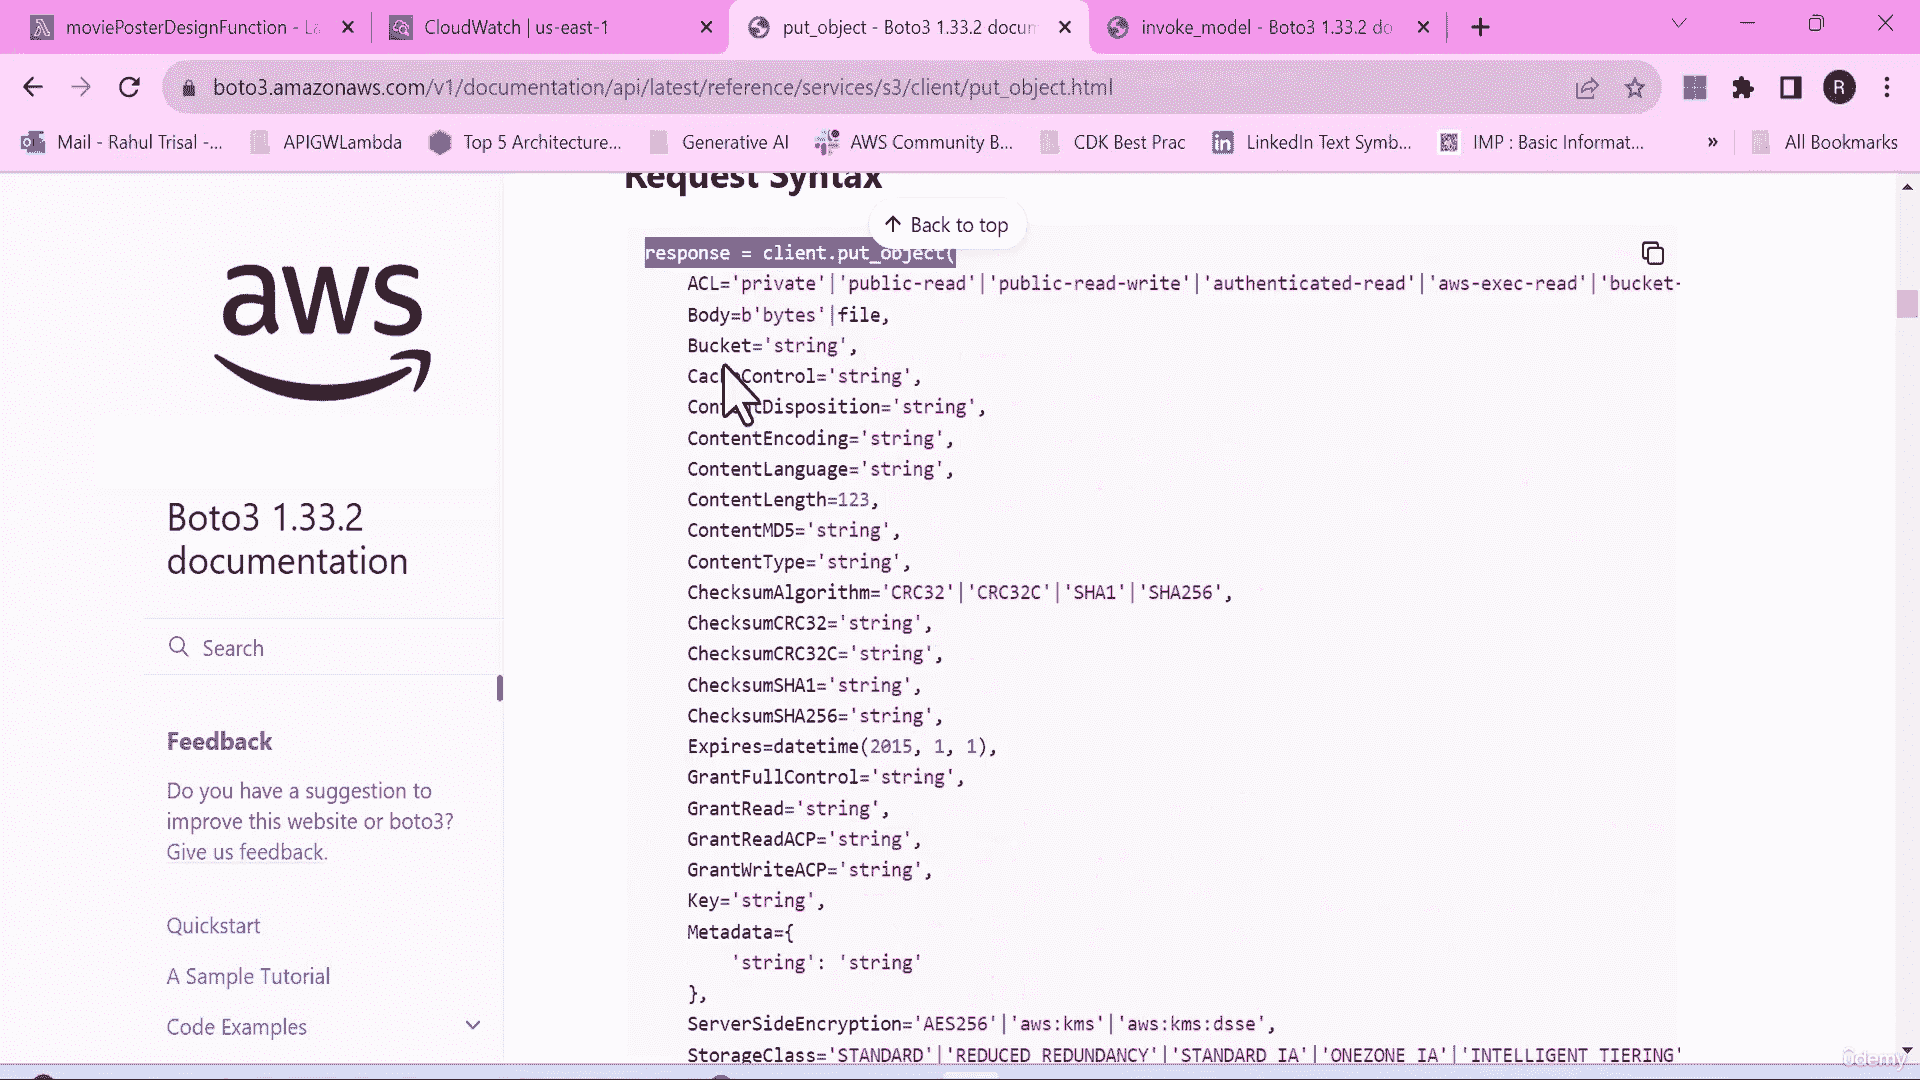 moviePosterDesignFunction - La
CloudWatch | us-east-1
put_object - Boto3 1.33.2 docum
invoke_model - Boto3 1.33.2 do
boto3.amazonaws.com/v1/documentation/api/latest/reference/services/s3/client/put_object.html
R
Mail - Rahul Trisal -...
APIGWLambda
Top 5 Architecture...
Generative AI
AWS Community B...
CDK Best Prac
LinkedIn Text Symb...
IMP : Basic Informat...
»
All Bookmarks
aws
Boto3 1.33.2
documentation
Search
Feedback
Do you have a suggestion to
improve this website or boto3?
Give us feedback.
Quickstart
A Sample Tutorial
Code Examples
Request Syntax
Back to top
response = client.put_object(
ACL='private'|'public-read'|'public-read-write'|'authenticated-read'|'aws-exec-read'|'bucket-
Body=b'bytes'|file,
Bucket='string',
CacheControl='string',
ContentDisposition='string',
ContentEncoding='string',
ContentLanguage='string',
ContentLength=123,
ContentMD5='string',
ContentType='string',
ChecksumAlgorithm='CRC32'|'CRC32C'|'SHA1'|'SHA256',
ChecksumCRC32='string',
ChecksumCRC32C='string',
ChecksumSHA1='string',
ChecksumSHA256='string',
Expires=datetime(2015, 1, 1),
GrantFullControl='string',
GrantRead='string',
GrantReadACP='string',
GrantWriteACP='string',
Key='string',
Metadata={
'string': 'string'
},
ServerSideEncryption='AES256'|'aws:kms'|'aws:kms:dsse',
StorageClass='STANDARD'|'REDUCED_REDUNDANCY'|'STANDARD_IA'|'ONEZONE_IA'|'INTELLIGENT_TIERING'
ûdemy